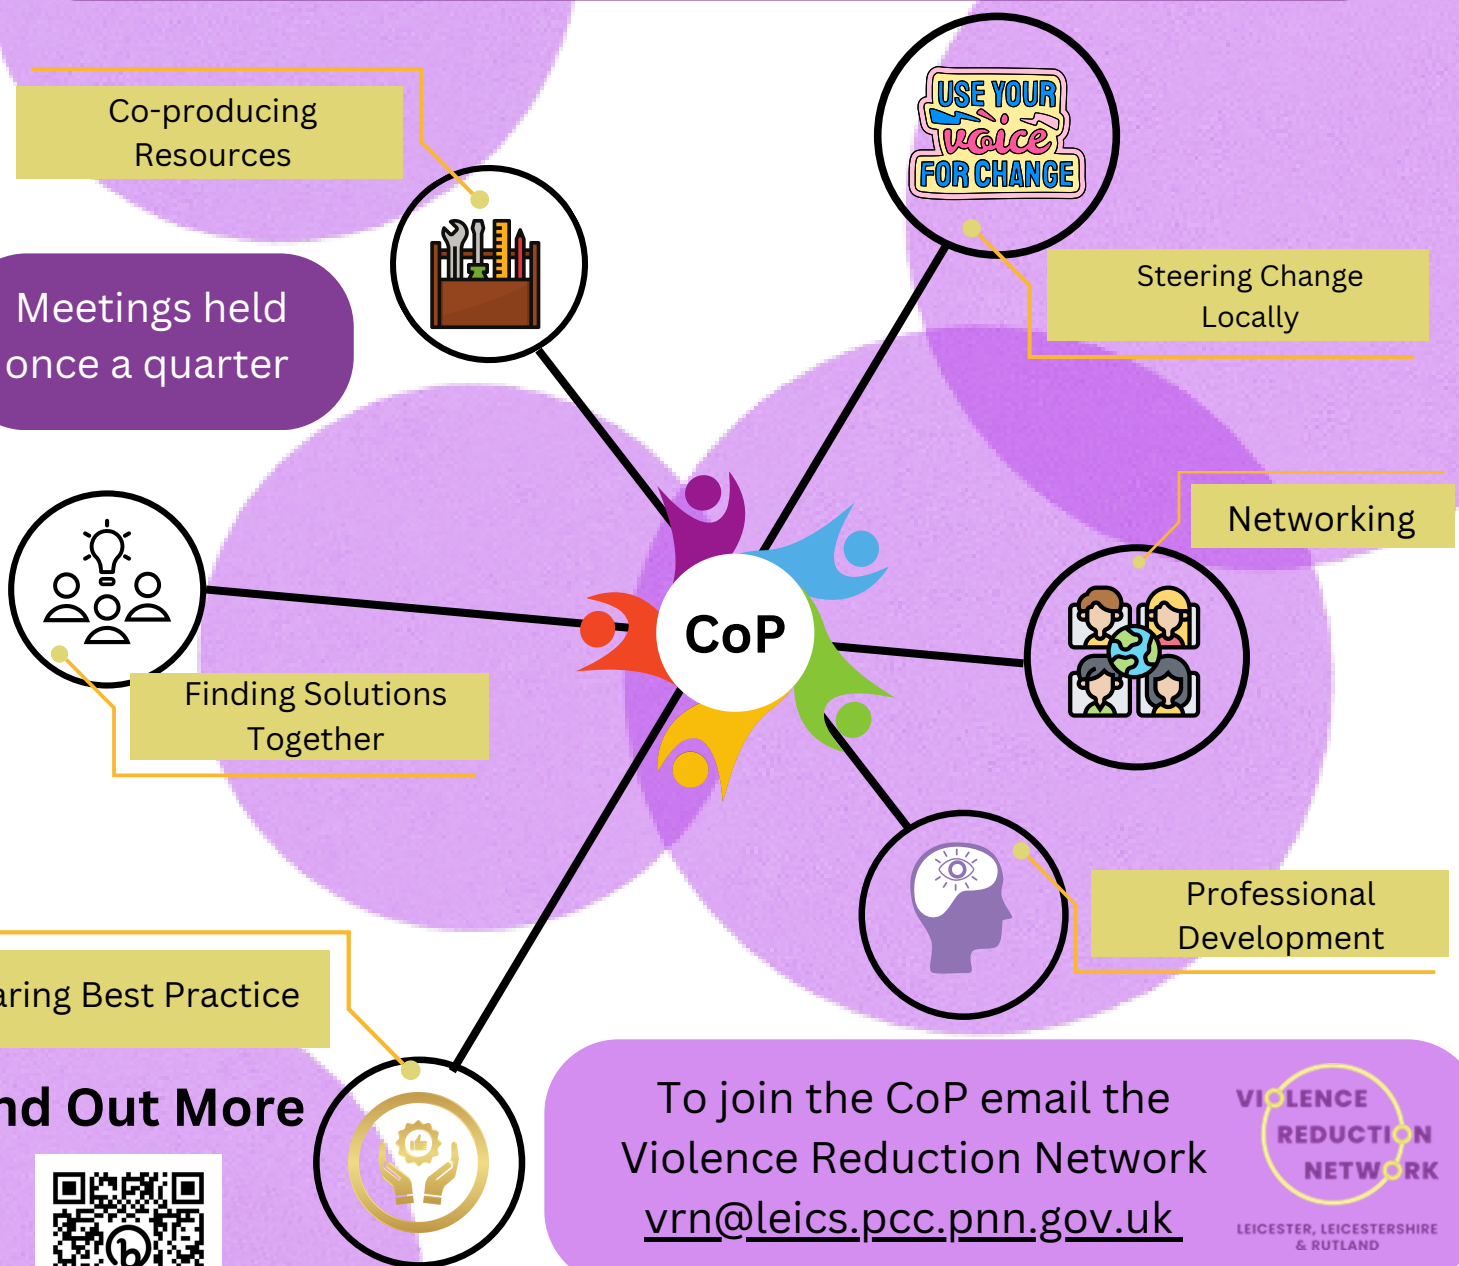 Co-producing
Resources
USE YOUR
voice
FOR CHANGE
Steering Change
Locally
Meetings held
once a quarter
Networking
CoP
Finding Solutions
Together
Professional
Development
aring Best Practice
nd Out More
To join the CoP email the
Violence Reduction Network
vrn@leics.pcc.pnn.gov.uk
VIOLENCE
REDUCTION
NETWORK
LEICESTER, LEICESTERSHIRE
& RUTLAND